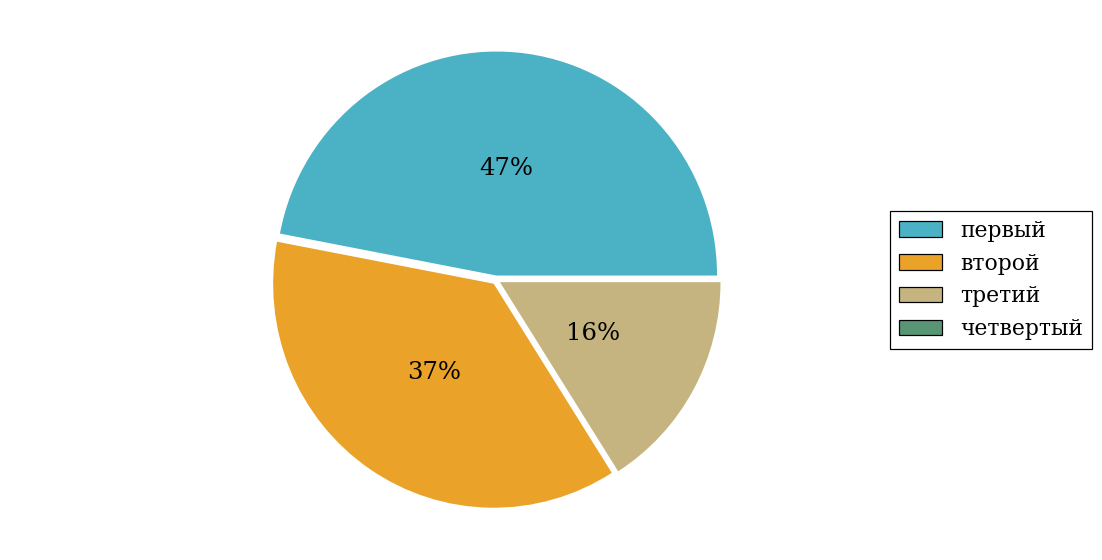 47%
37%
16%
первый
второй
третий
четвертый